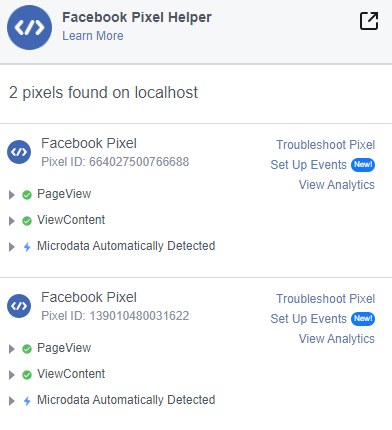 Facebook Pixel Helper
Learn More
2 pixels found on localhost
Facebook Pixel
Troubleshoot Pixel
Pixel ID: 664027500766688
Set Up Events New!
View Analytics
PageView
ViewContent
Microdata Automatically Detected
Facebook Pixel
Troubleshoot Pixel
Pixel ID: 139010480031622
Set Up Events New!
View Analytics
PageView
ViewContent
Microdata Automatically Detected